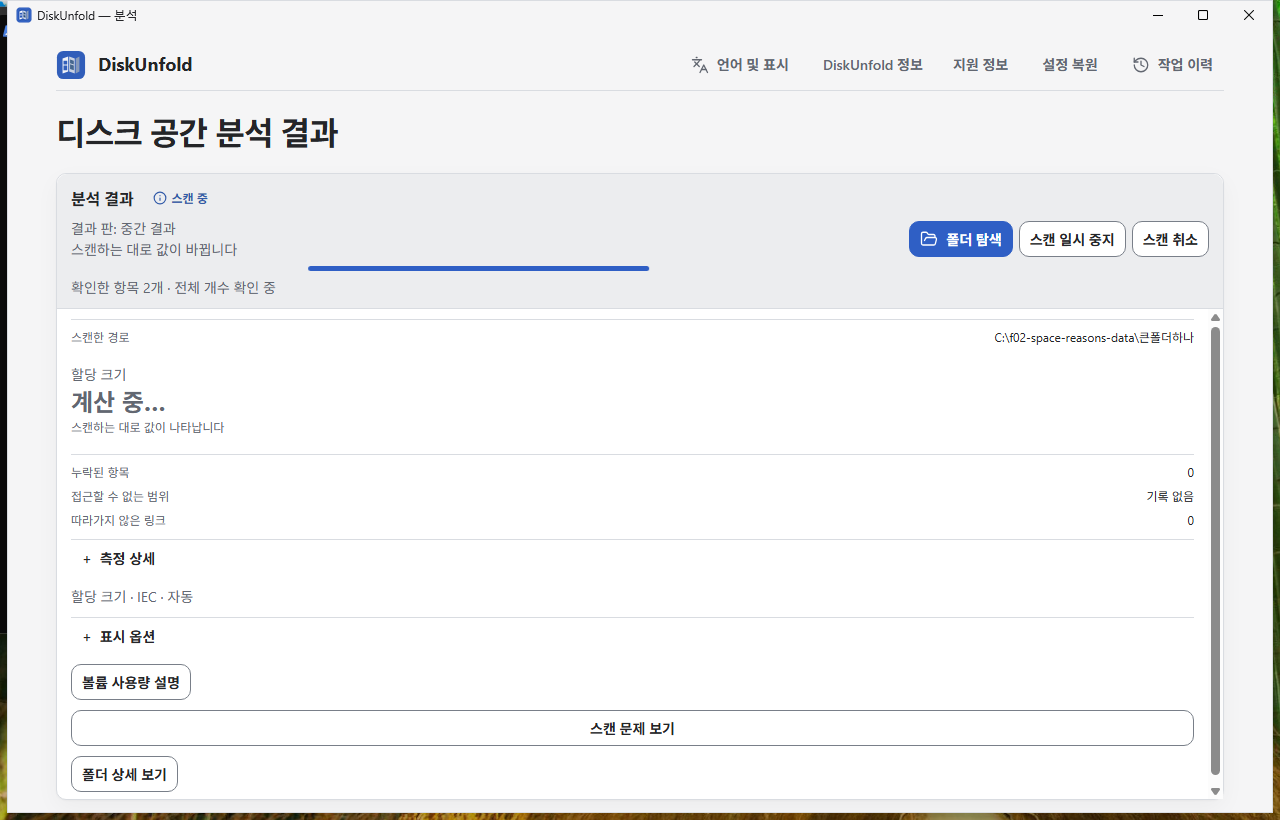 DiskUnfold — 분석
DiskUnfold
언어 및 표시
DiskUnfold 정보
지원 정보
설정 복원
작업 이력
디스크 공간 분석 결과
분석 결과
스캔 중
결과 판: 중간 결과
스캔하는 대로 값이 바뀝니다
폴더 탐색
스캔 일시 중지
스캔 취소
확인한 항목 2개 · 전체 개수 확인 중
스캔한 경로
C:\f02-space-reasons-data\큰폴더하나
할당 크기
계산 중...
스캔하는 대로 값이 나타납니다
누락된 항목
0
접근할 수 없는 범위
기록 없음
따라가지 않은 링크
0
+ 측정 상세
할당 크기 · IEC · 자동
+ 표시 옵션
볼륨 사용량 설명
스캔 문제 보기
폴더 상세 보기